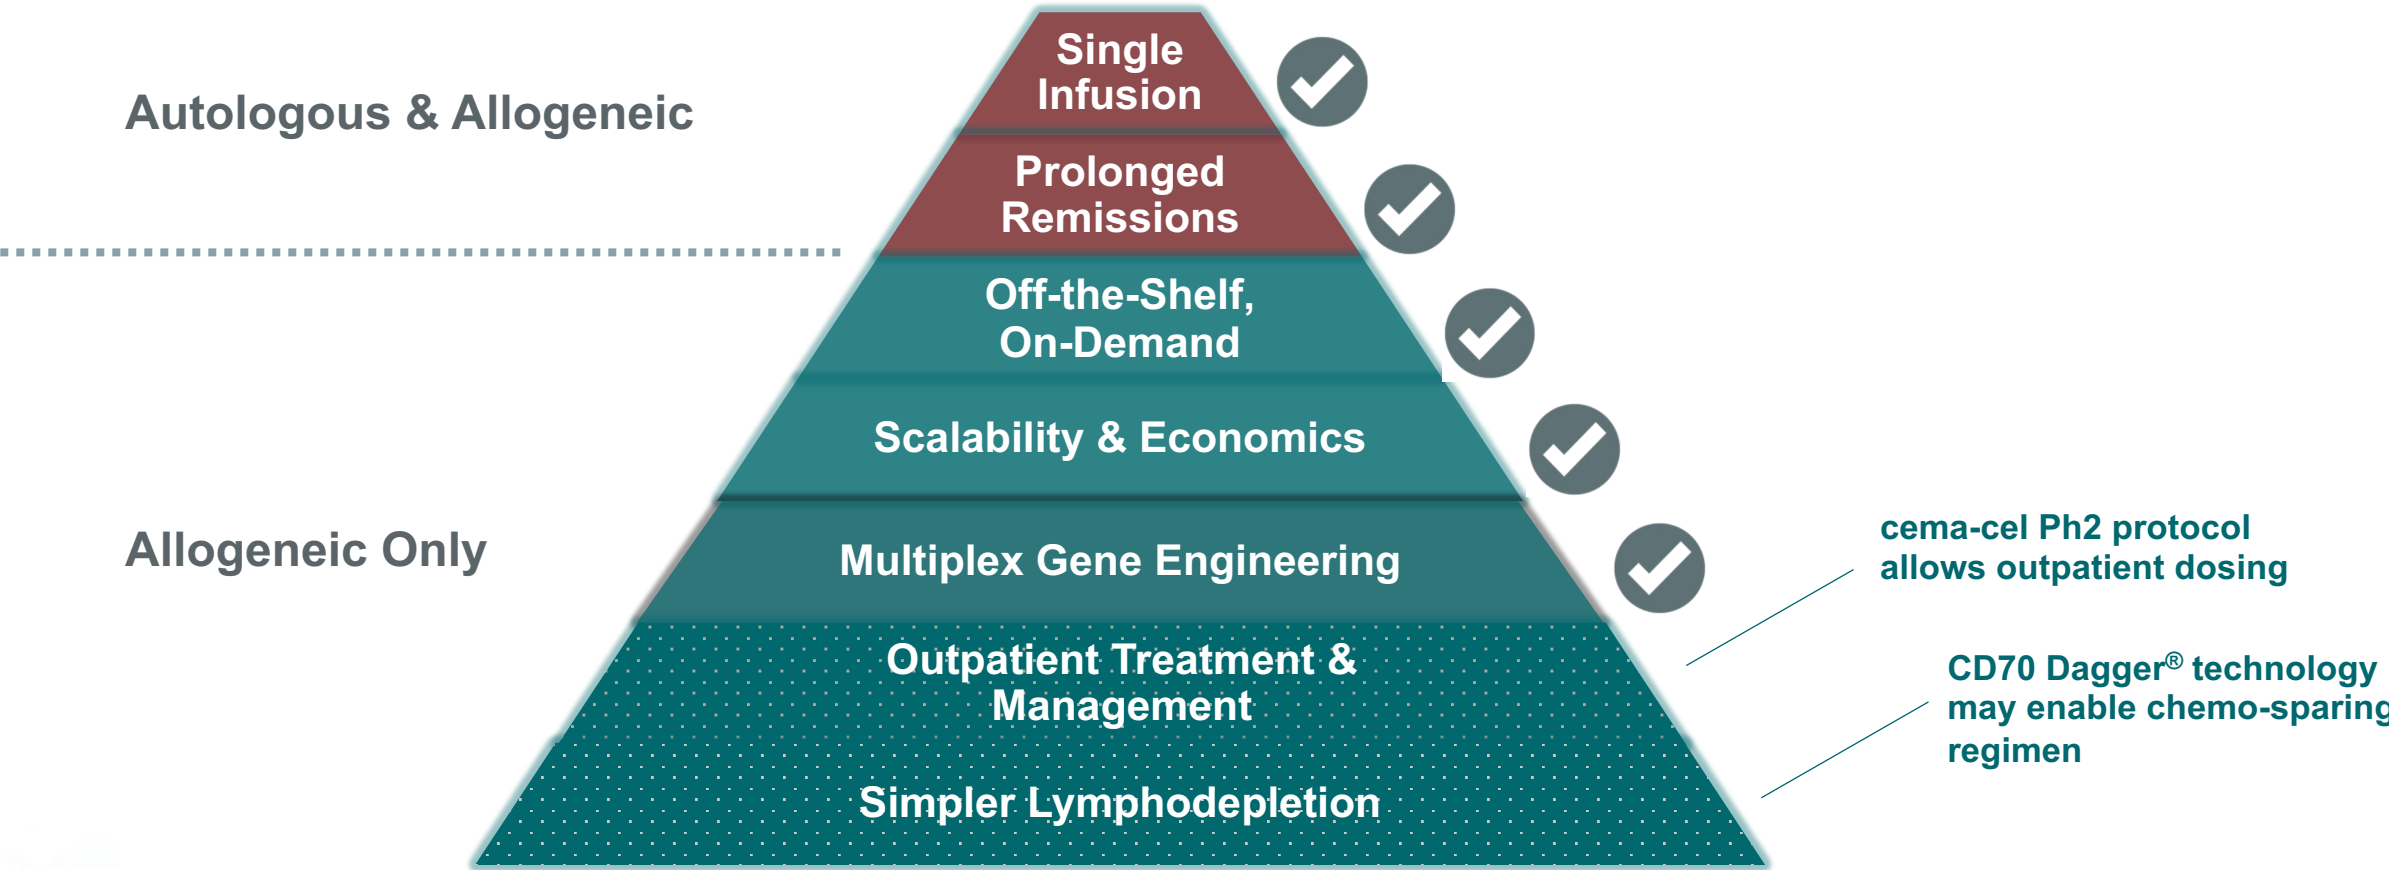 Autologous & Allogeneic
Single
Infusion
Prolonged
Remissions
Off-the-Shelf,
On-Demand
Scalability & Economics
Allogeneic Only
Multiplex Gene Engineering
cema-cel Ph2 protocol
allows outpatient dosing
Outpatient Treatment &
Management
CD70 Dagger® technology
may enable chemo-sparing
regimen
Simpler Lymphodepletion